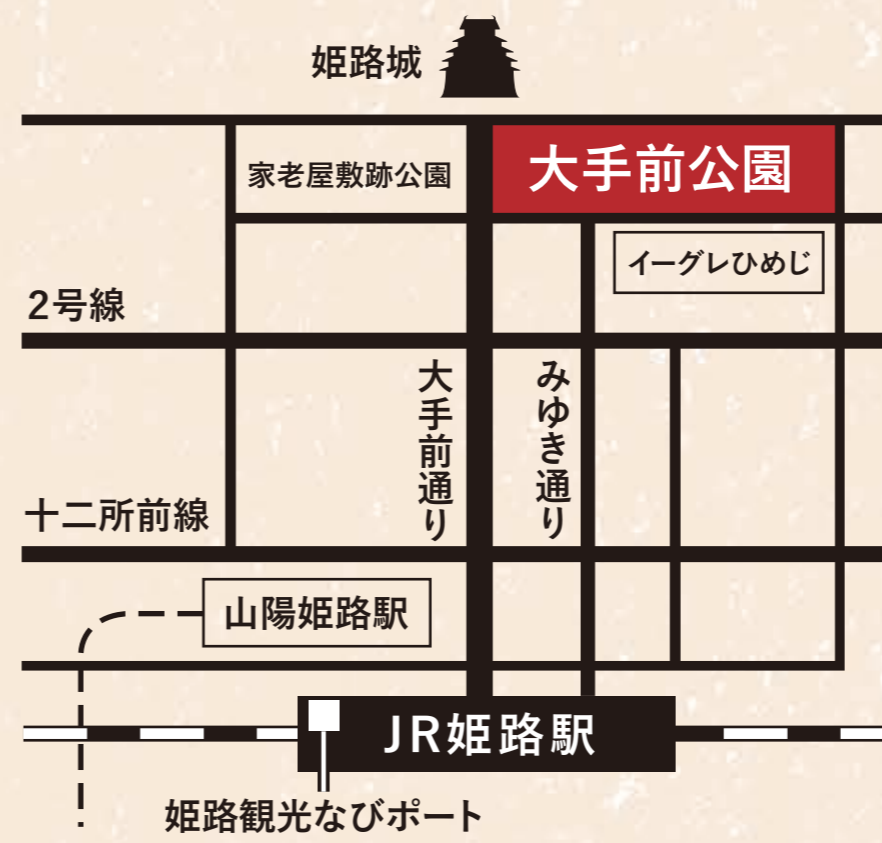 姫路城
家老屋敷跡公園
大手前公園
イーグレひめじ
2号線
大手前通り
みゆき通り
十二所前線
山陽姫路駅
JR姫路駅
姫路観光なびポート